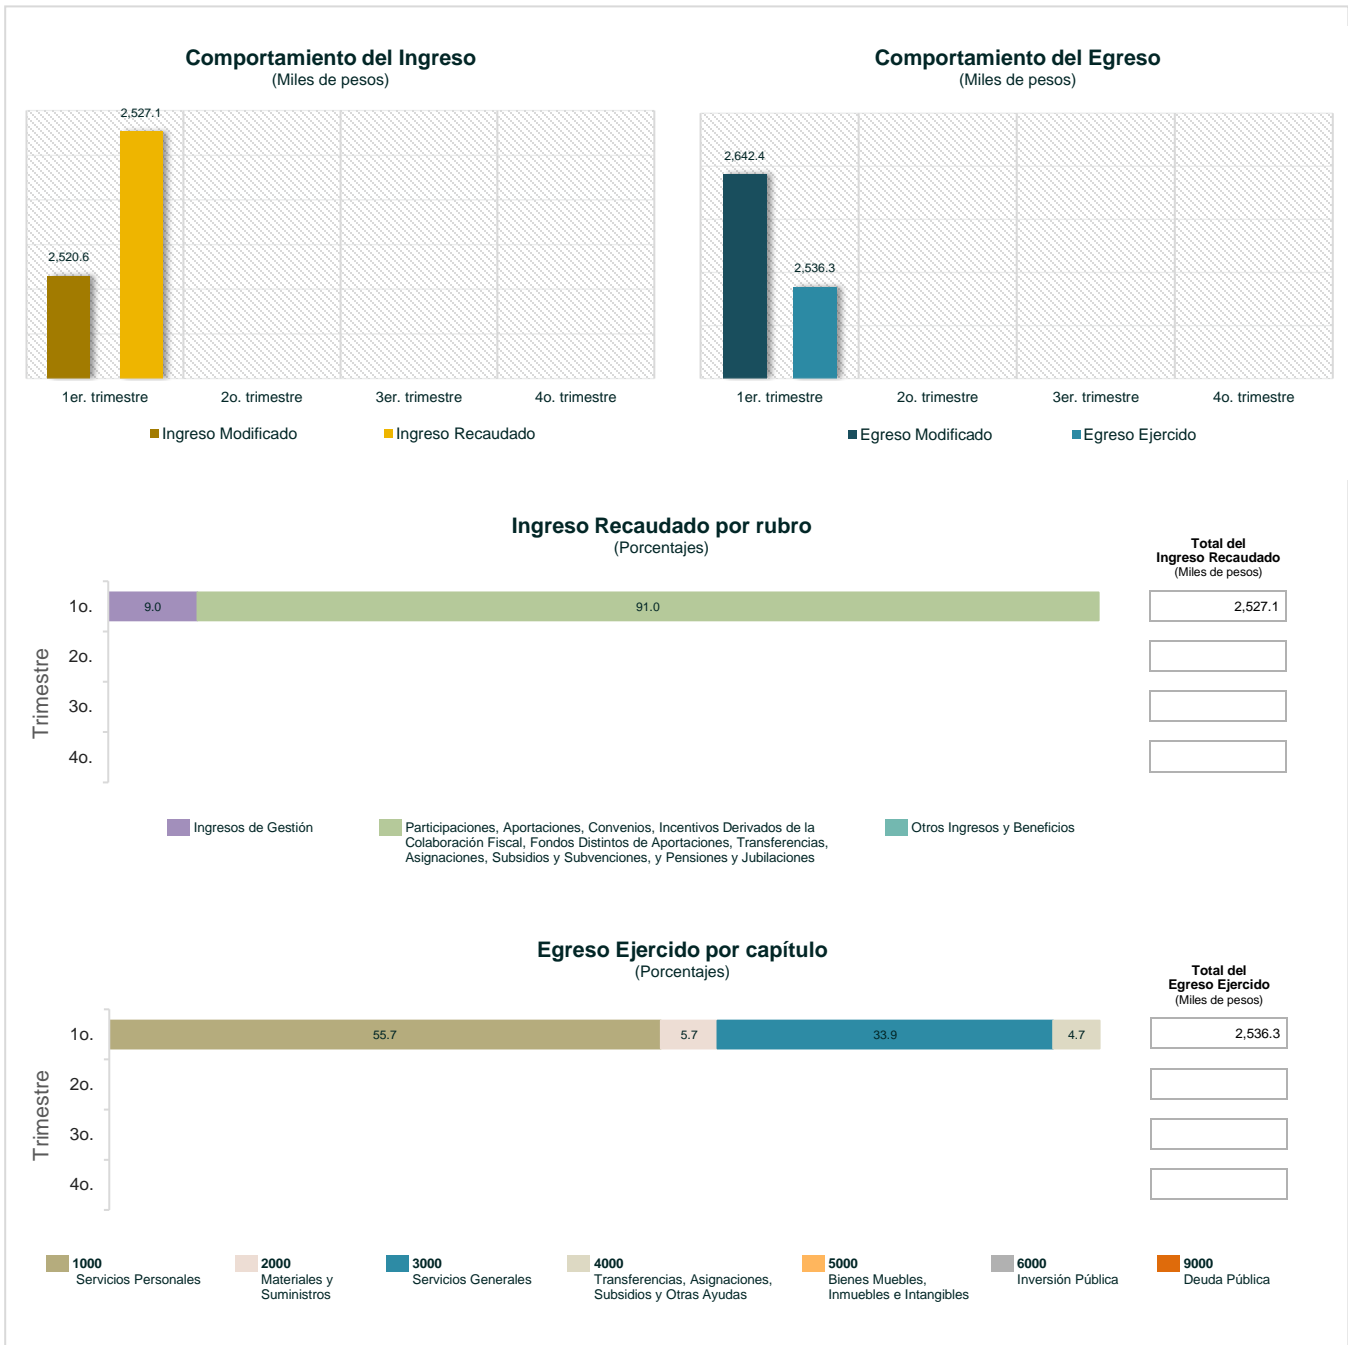 Comportamiento del Ingreso
(Miles de pesos)
2,527.1
2,520.6
1er. trimestre
2o. trimestre
3er. trimestre
4o. trimestre
Ingreso Modificado
Ingreso Recaudado
Comportamiento del Egreso
(Miles de pesos)
2,642.4
2,536.3
1er. trimestre
2o. trimestre
3er. trimestre
4o. trimestre
Egreso Modificado
Egreso Ejercido
Ingreso Recaudado por rubro
(Porcentajes)
Total del
Ingreso Recaudado
(Miles de pesos)
Trimestre
1o.
9.0
91.0
2,527.1
2o.
3o.
4o.
Ingresos de Gestión
Participaciones, Aportaciones, Convenios, Incentivos Derivados de la
Colaboración Fiscal, Fondos Distintos de Aportaciones, Transferencias,
Asignaciones, Subsidios y Subvenciones, y Pensiones y Jubilaciones
Otros Ingresos y Beneficios
Egreso Ejercido por capítulo
(Porcentajes)
Total del
Egreso Ejercido
(Miles de pesos)
Trimestre
1o.
55.7
5.7
33.9
4.7
2,536.3
2o.
3o.
4o.
1000
Servicios Personales
2000
Materiales y
Suministros
3000
Servicios Generales
4000
Transferencias, Asignaciones,
Subsidios y Otras Ayudas
5000
Bienes Muebles,
Inmuebles e Intangibles
6000
Inversión Pública
9000
Deuda Pública